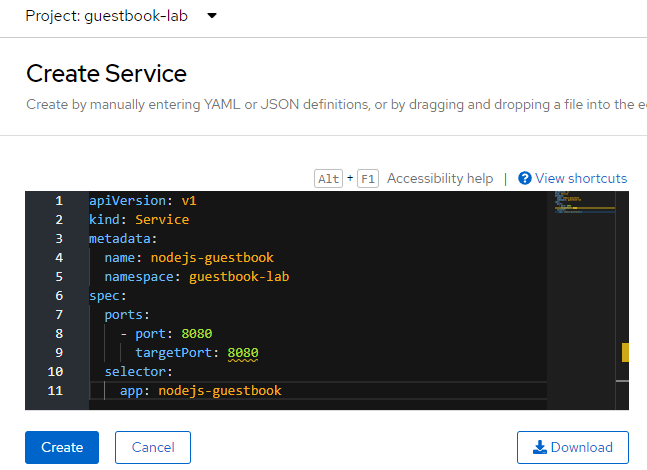 Project: guestbook-lab
Create Service
Create by manually entering YAML or JSON definitions, or by dragging and dropping a file into the
Alt + F1 Accessibility help | View shortcuts
1 apiVersion: v1
2 kind: Service
3 metadata:
4   name: nodejs-guestbook
5   namespace: guestbook-lab
6 spec:
7   ports:
8     - port: 8080
9       targetPort: 8080
10   selector:
11     app: nodejs-guestbook
Create Cancel Download